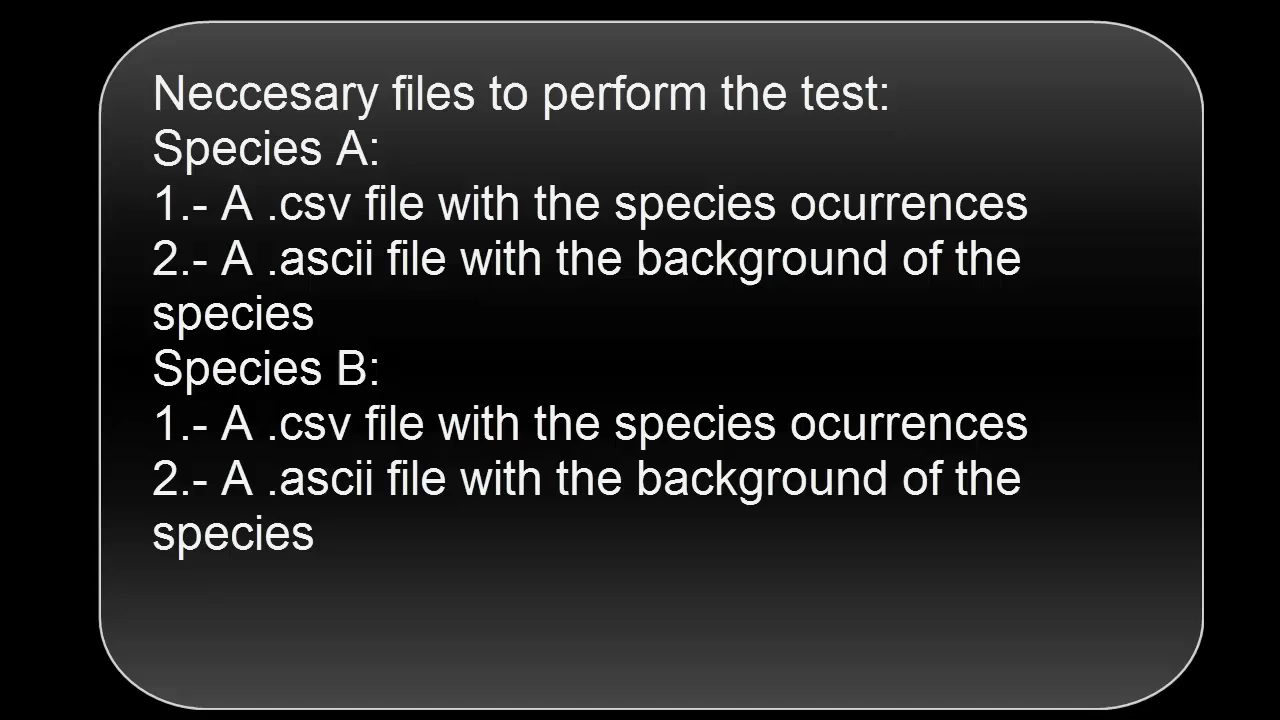 Neccesary files to perform the test:
Species A:
1.- A .csv file with the species ocurrences
2.- A .ascii file with the background of the
species
Species B:
1.- A .csv file with the species ocurrences
2.- A .ascii file with the background of the
species